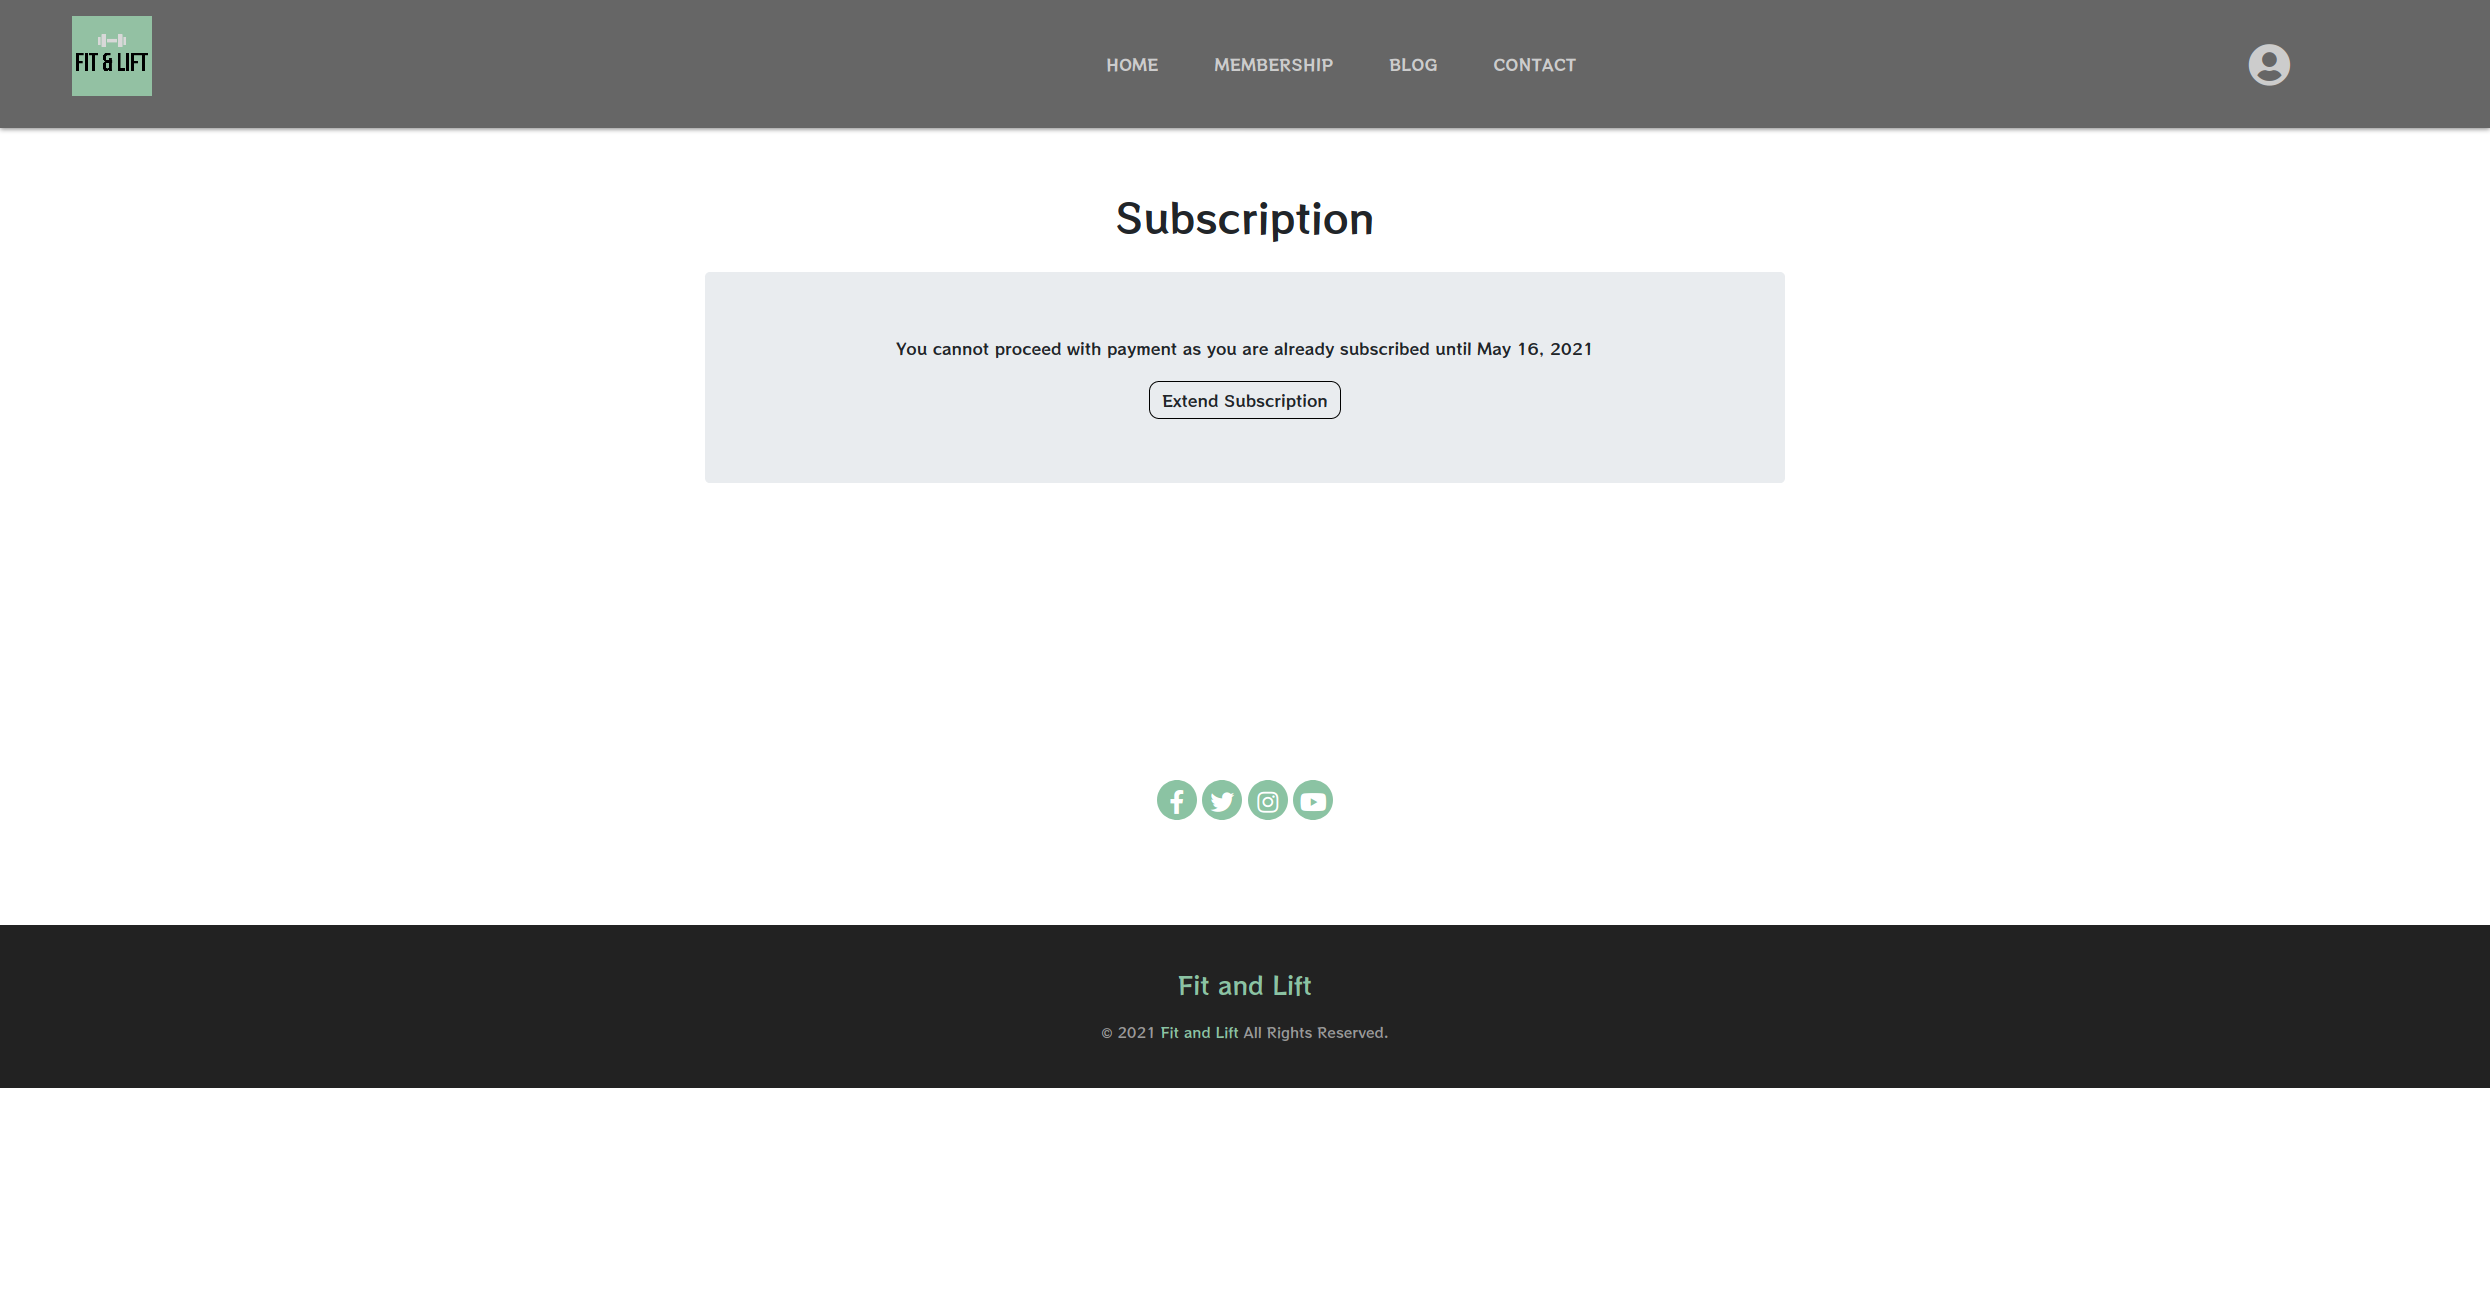 FIT & LIFT
HOME MEMBERSHIP BLOG CONTACT
Subscription
You cannot proceed with payment as you are already subscribed until May 16, 2021
Extend Subscription
Fit and Lift
© 2021 Fit and Lift All Rights Reserved.